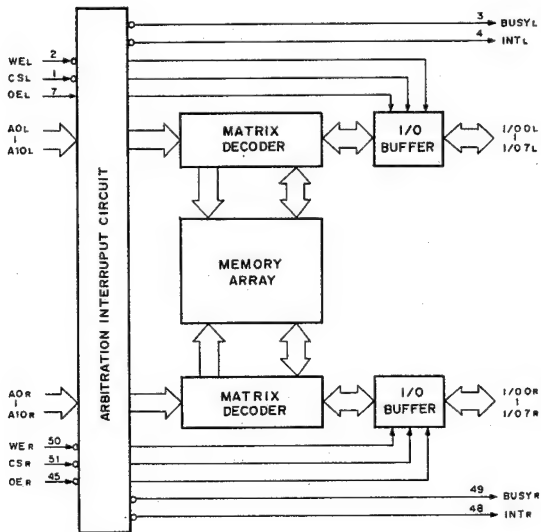 3 BUSYL
4 INTL
WEL 2
CSL 1
OEL 7
A0L
A10L
MATRIX
DECODER
I/O
BUFFER
I/O0L
I/O7L
ARBITRATION INTERRUPUT CIRCUIT
MEMORY
ARRAY
A0R
A10R
MATRIX
DECODER
I/O
BUFFER
I/O0R
I/O7R
WER 50
CSR 51
OER 45
49 BUSYR
48 INTR